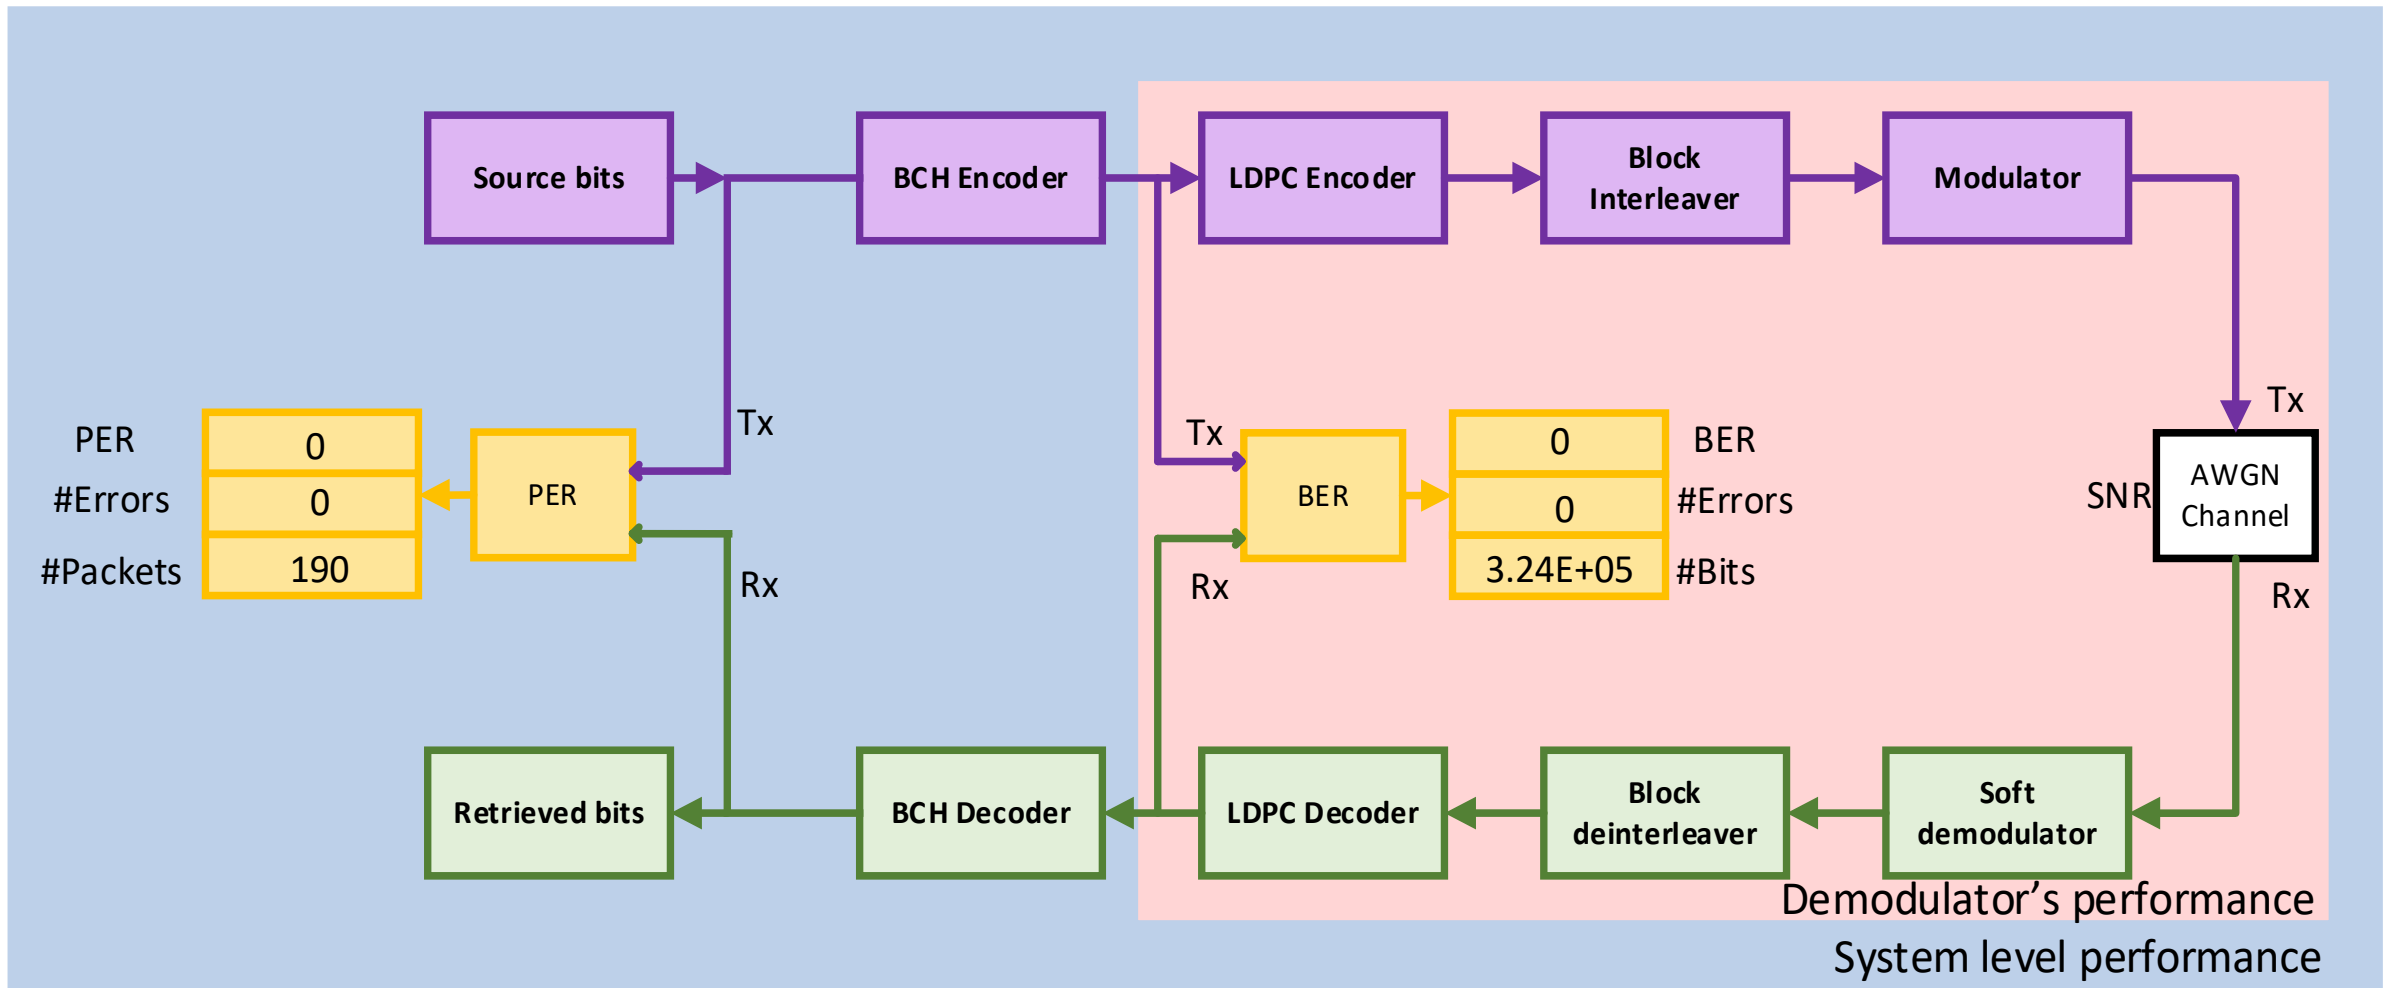 Source bits
BCH Encoder
LDPC Encoder
Block
Interleaver
Modulator
Tx
Tx
Tx
PER
#Errors
#Packets
0
0
190
PER
BER
0
0
3.24E+05
BER
#Errors
#Bits
SNR
AWGN
Channel
Rx
Rx
Rx
Retrieved bits
BCH Decoder
LDPC Decoder
Block
deinterleaver
Soft
demodulator
Demodulator’s performance
System level performance